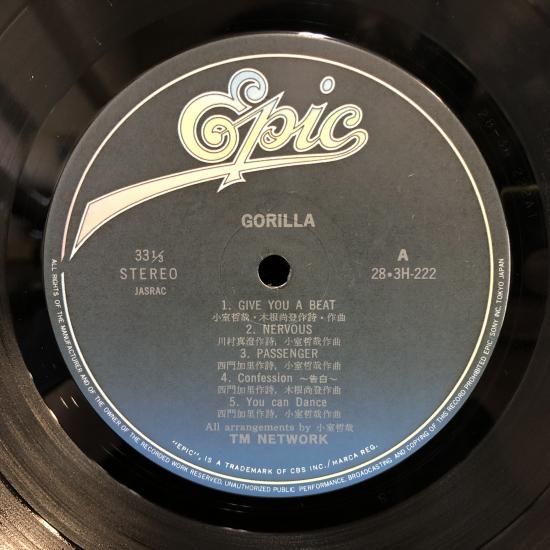 Epic
GORILLA
33⅓
STEREO
JASRAC
A
28•3H-222
1. GIVE YOU A BEAT
小室哲哉・木根尚登作詩・作曲
2. NERVOUS
川村真澄作詩, 小室哲哉作曲
3. PASSENGER
西門加里作詩, 小室哲哉作曲
4. Confession 〜告白〜
西門加里作詩, 木根尚登作曲
5. You can Dance
西門加里作詩, 小室哲哉作曲
All arrangements by 小室哲哉
TM NETWORK
"EPIC", IS A TRADEMARK OF CBS INC./MARCA REG.
ALL RIGHTS OF THE MANUFACTURER AND OF THE OWNER OF THE RECORDED WORK RESERVED. UNAUTHORIZED PUBLIC PERFORMANCE, BROADCASTING AND COPYING OF THIS RECORD PROHIBITED EPIC/SONY INC. TOKYO JAPAN